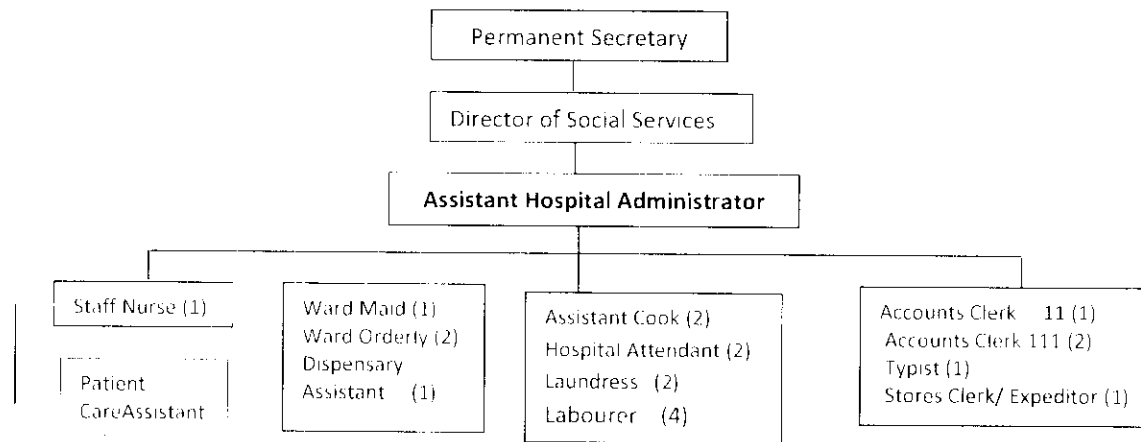 Permanent Secretary
Director of Social Services
Assistant Hospital Administrator
Staff Nurse (1)
Patient
CareAssistant
Ward Maid (1)
Ward Orderly (2)
Dispensary
Assistant (1)
Assistant Cook (2)
Hospital Attendant (2)
Laundress (2)
Labourer (4)
Accounts Clerk 11 (1)
Accounts Clerk 111 (2)
Typist (1)
Stores Clerk/ Expeditor (1)